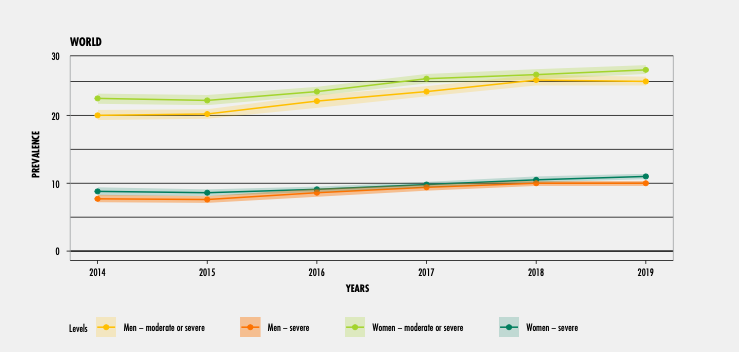 WORLD
30
20
10
0
PREVALENCE
2014 2015 2016 2017 2018 2019
YEARS
Levels Men – moderate or severe Men – severe Women – moderate or severe Women – severe